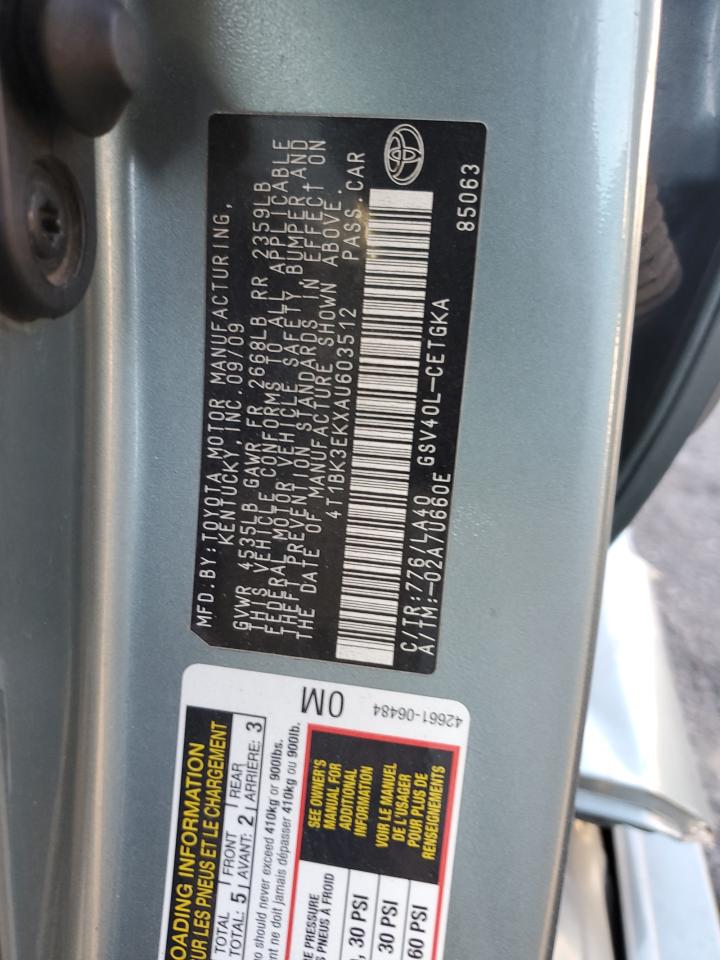 MFD. BY: TOYOTA MOTOR MANUFACTURING,
KENTUCKY, INC. 09/09
GVWR 4535LB GAWR FR 2668LB RR 2359LB
THIS VEHICLE CONFORMS TO ALL APPLICABLE
FEDERAL MOTOR VEHICLE SAFETY, BUMPER, AND
THEFT PREVENTION STANDARDS IN EFFECT ON
THE DATE OF MANUFACTURE SHOWN ABOVE.
4T1BK3EKXAU603512 PASS. CAR
C/TR:776/LA40
A/TM:-02A/U660E GSV40L-CETGKA
85063
OADING INFORMATION
UR LES PNEUS ET LE CHARGEMENT
TOTAL FRONT REAR
TOTAL: 5 AVANT: 2 ARRIÈRE: 3
o should never exceed 410kg or 900lbs.
nt ne doit jamais dépasser 410kg ou 900lb.
RE PRESSURE
S PNEUS À FROID
SEE OWNER'S
MANUAL FOR
ADDITIONAL
INFORMATION
VOIR LE MANUEL
DE L'USAGER
POUR PLUS DE
RENSEIGNEMENTS
, 30 PSI
30 PSI
60 PSI
0M
42661-06484